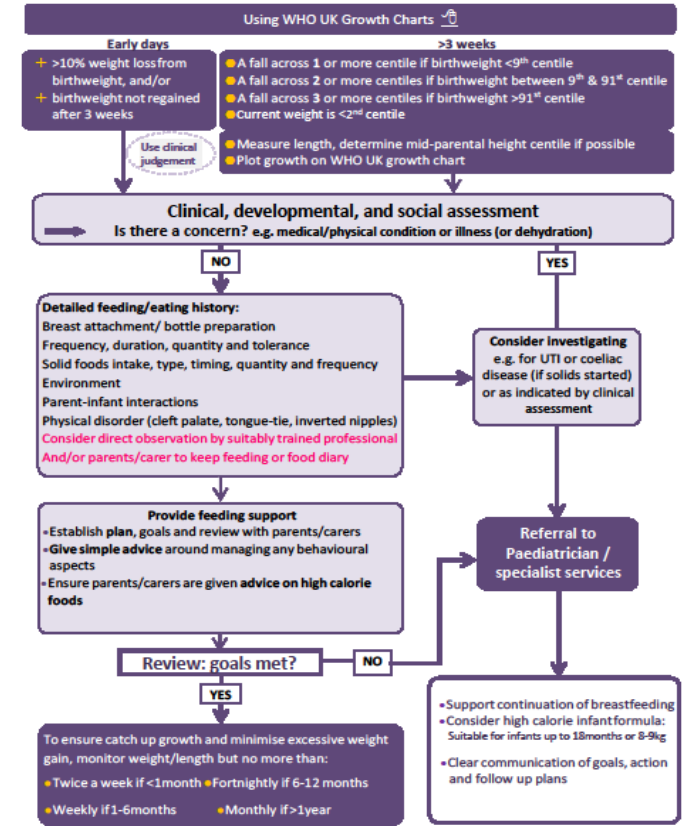 Using WHO UK Growth Charts
Early days
>3 weeks
>10% weight loss from
birthweight, and/or
birthweight not regained
after 3 weeks
A fall across 1 or more centile if birthweight <9th centile
A fall across 2 or more centiles if birthweight between 9th & 91st centile
A fall across 3 or more centiles if birthweight >91st centile
Current weight is <2nd centile
Use clinical
judgement
Measure length, determine mid-parental height centile if possible
Plot growth on WHO UK growth chart
Clinical, developmental, and social assessment
Is there a concern? e.g. medical/physical condition or illness (or dehydration)
NO
YES
Detailed feeding/eating history:
Breast attachment/ bottle preparation
Frequency, duration, quantity and tolerance
Solid foods intake, type, timing, quantity and frequency
Environment
Parent-infant interactions
Physical disorder (cleft palate, tongue-tie, inverted nipples)
Consider direct observation by suitably trained professional
And/or parents/carer to keep feeding or food diary
Consider investigating
e.g. for UTI or coeliac
disease (if solids started)
or as indicated by clinical
assessment
Provide feeding support
Establish plan, goals and review with parents/carers
Give simple advice around managing any behavioural
aspects
Ensure parents/carers are given advice on high calorie
foods
Referral to
Paediatrician /
specialist services
Review: goals met?
NO
YES
To ensure catch up growth and minimise excessive weight
gain, monitor weight/length but no more than:
Twice a week if <1month Fortnightly if 6-12 months
Weekly if 1-6months Monthly if >1year
Support continuation of breastfeeding
Consider high calorie infant formula:
Suitable for infants up to 18months or 8-9kg
Clear communication of goals, action
and follow up plans